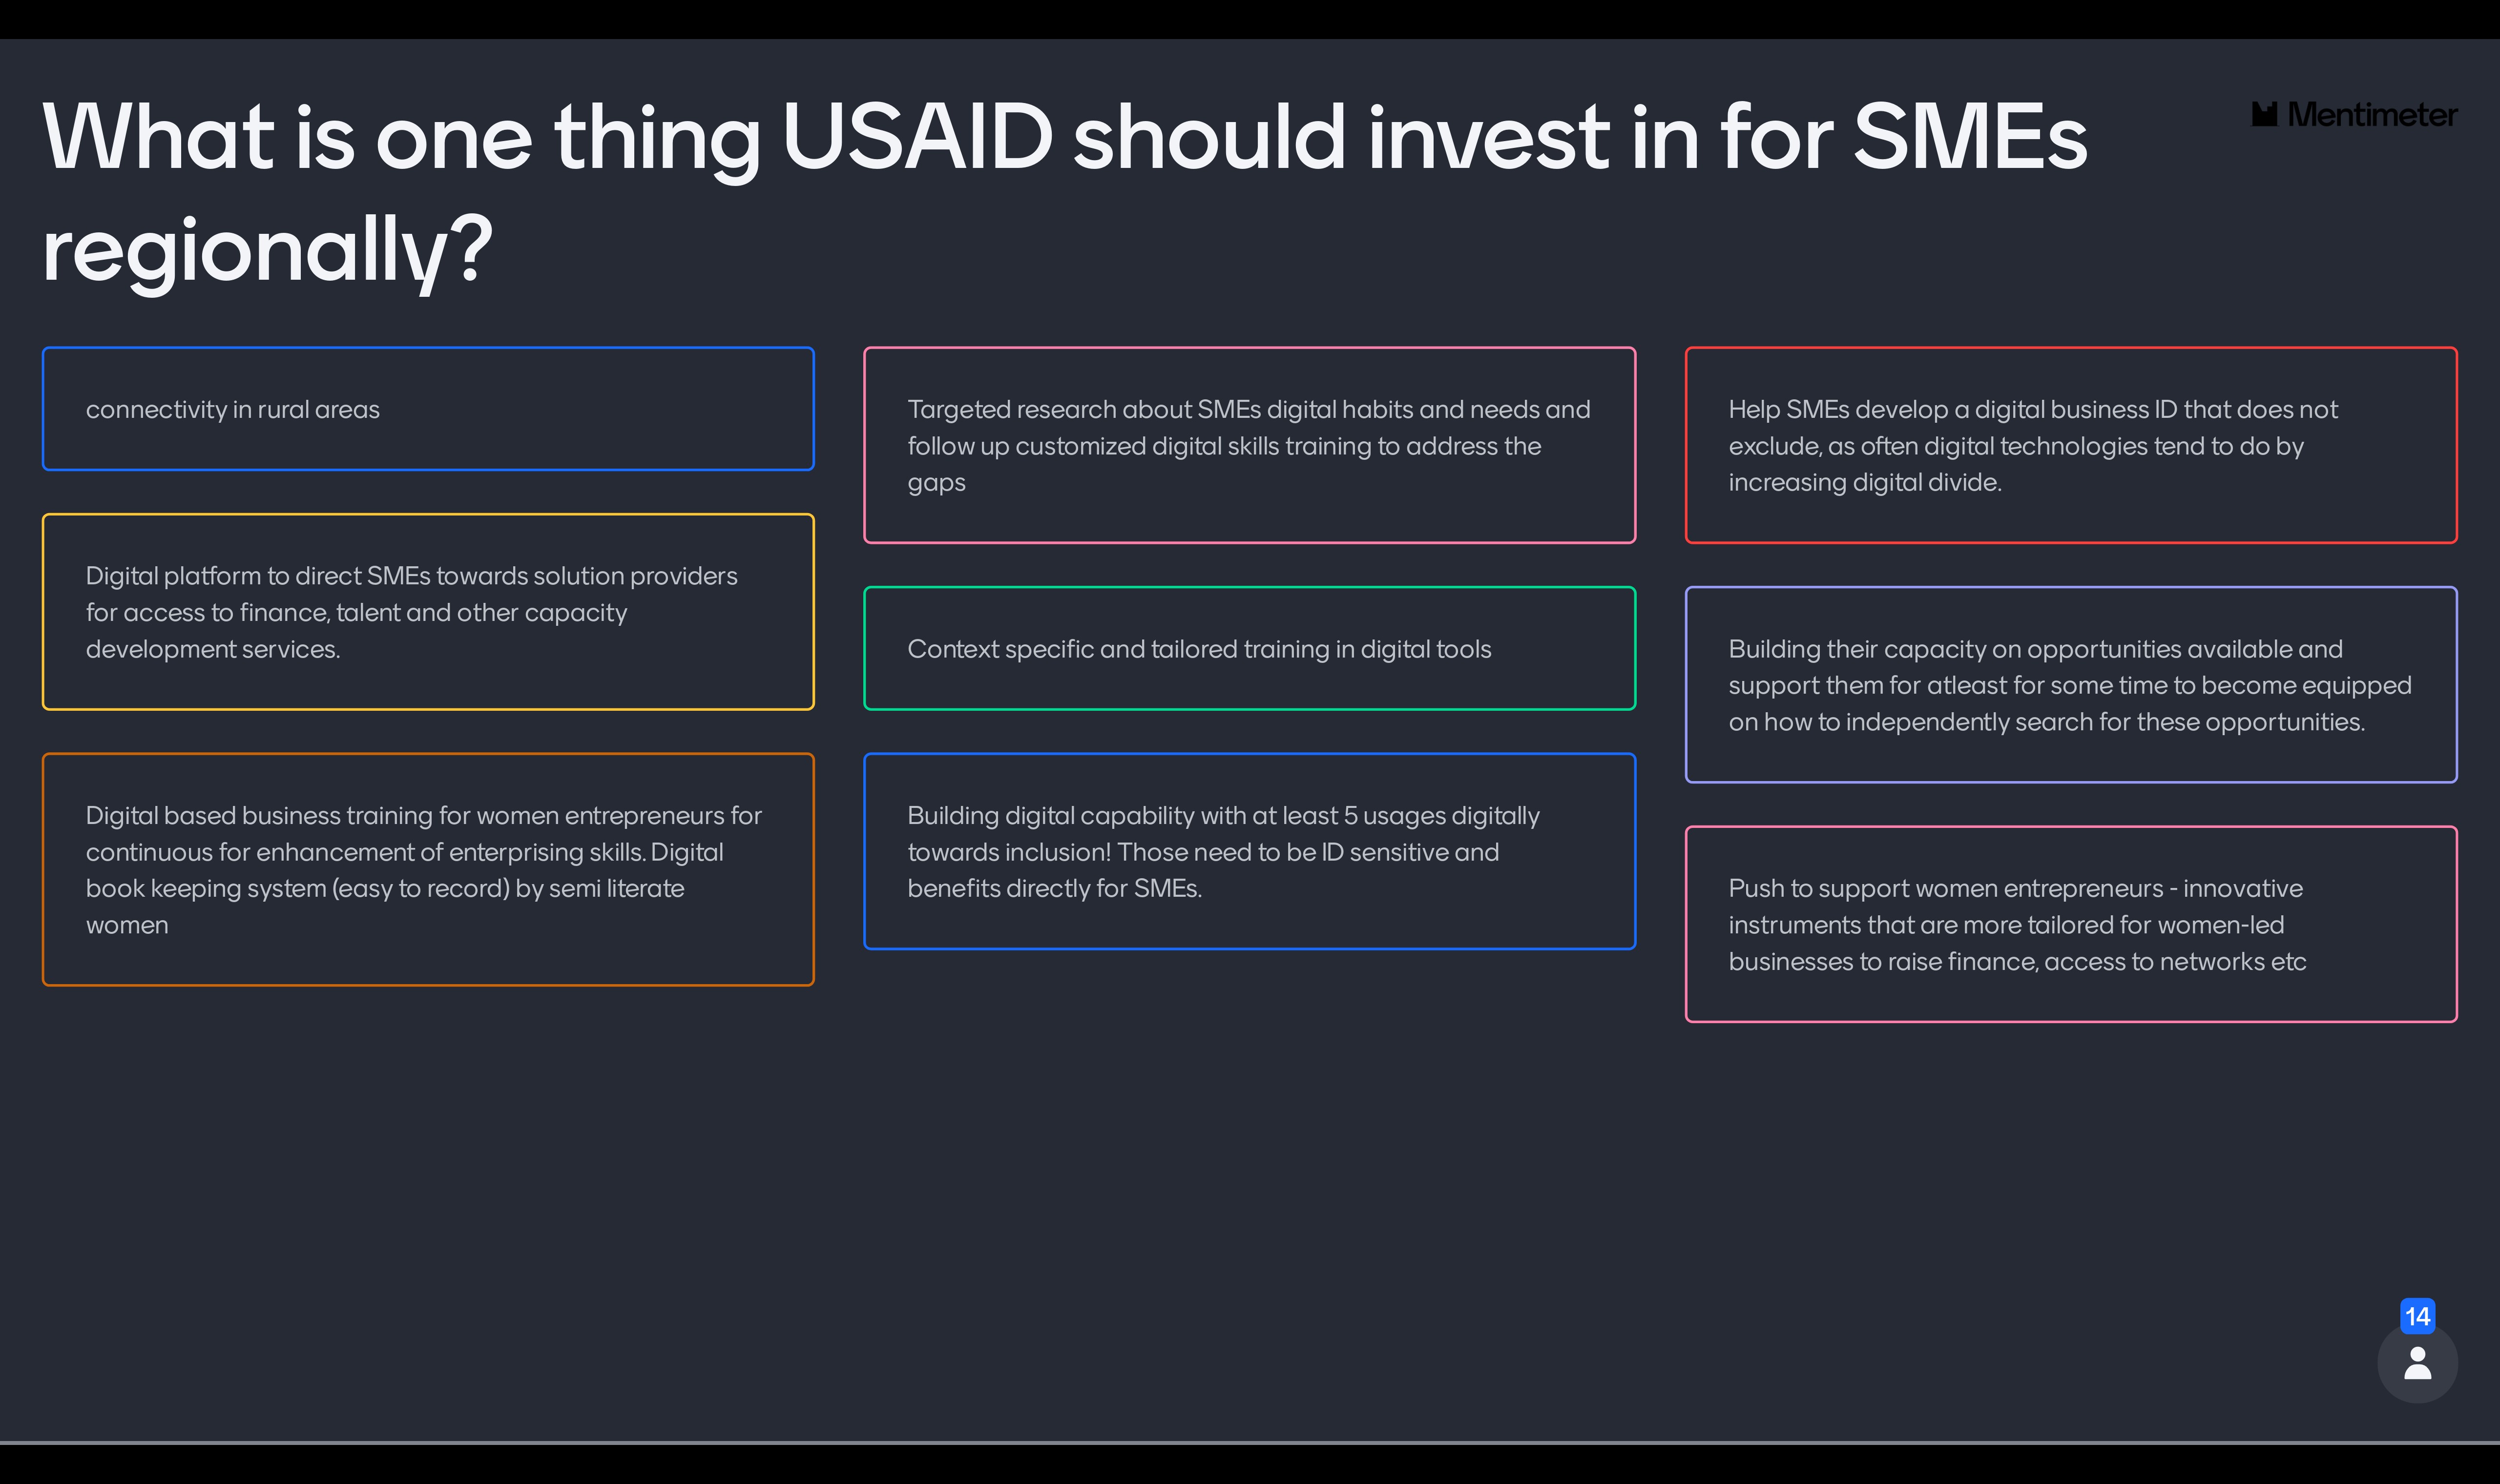 What is one thing USAID should invest in for SMEs
regionally?
Mentimeter
connectivity in rural areas
Digital platform to direct SMEs towards solution providers
for access to finance, talent and other capacity
development services.
Digital based business training for women entrepreneurs for
continuous for enhancement of enterprising skills. Digital
book keeping system (easy to record) by semi literate
women
Targeted research about SMEs digital habits and needs and
follow up customized digital skills training to address the
gaps
Context specific and tailored training in digital tools
Building digital capability with at least 5 usages digitally
towards inclusion! Those need to be ID sensitive and
benefits directly for SMEs.
Help SMEs develop a digital business ID that does not
exclude, as often digital technologies tend to do by
increasing digital divide.
Building their capacity on opportunities available and
support them for atleast for some time to become equipped
on how to independently search for these opportunities.
Push to support women entrepreneurs - innovative
instruments that are more tailored for women-led
businesses to raise finance, access to networks etc
14